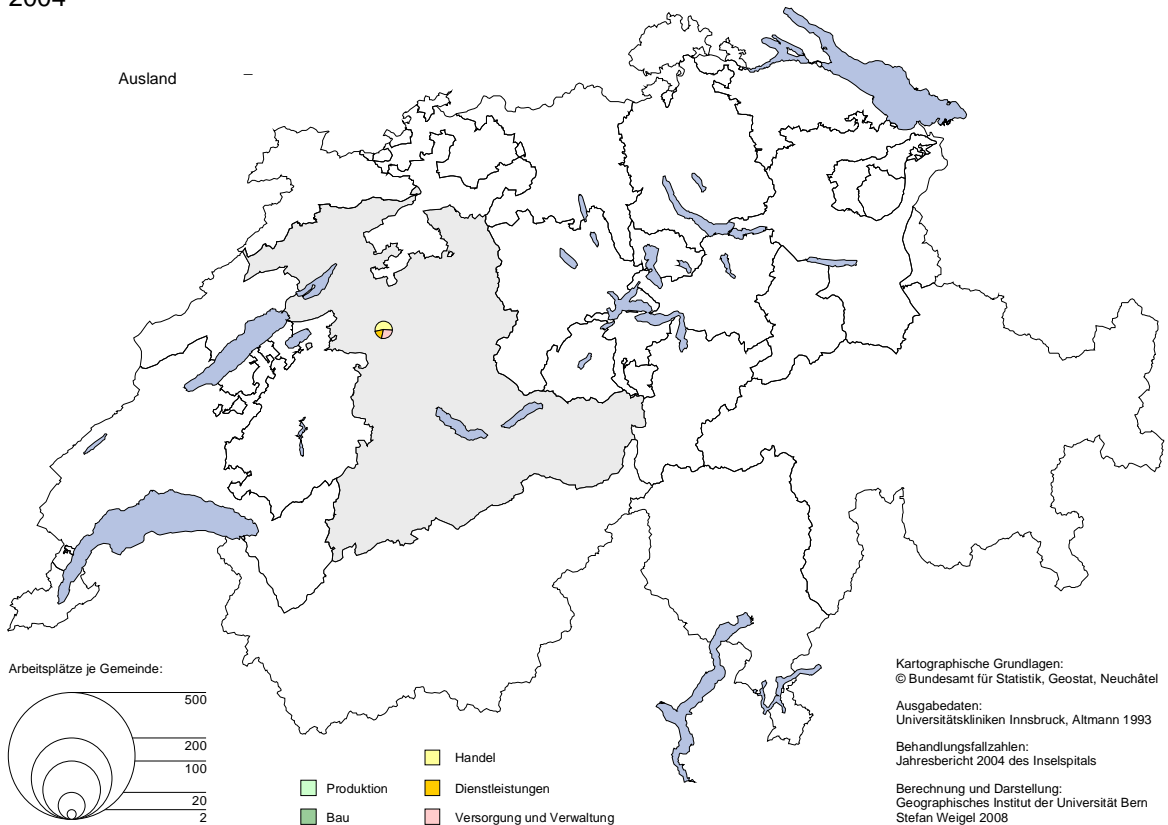 2004
Ausland –
Arbeitsplätze je Gemeinde:
500
200
100
20
2
Handel
Produktion
Dienstleistungen
Bau
Versorgung und Verwaltung
Kartographische Grundlagen:
© Bundesamt für Statistik, Geostat, Neuchâtel
Ausgabedaten:
Universitätskliniken Innsbruck, Altmann 1993
Behandlungsfallzahlen:
Jahresbericht 2004 des Inselspitals
Berechnung und Darstellung:
Geographisches Institut der Universität Bern
Stefan Weigel 2008